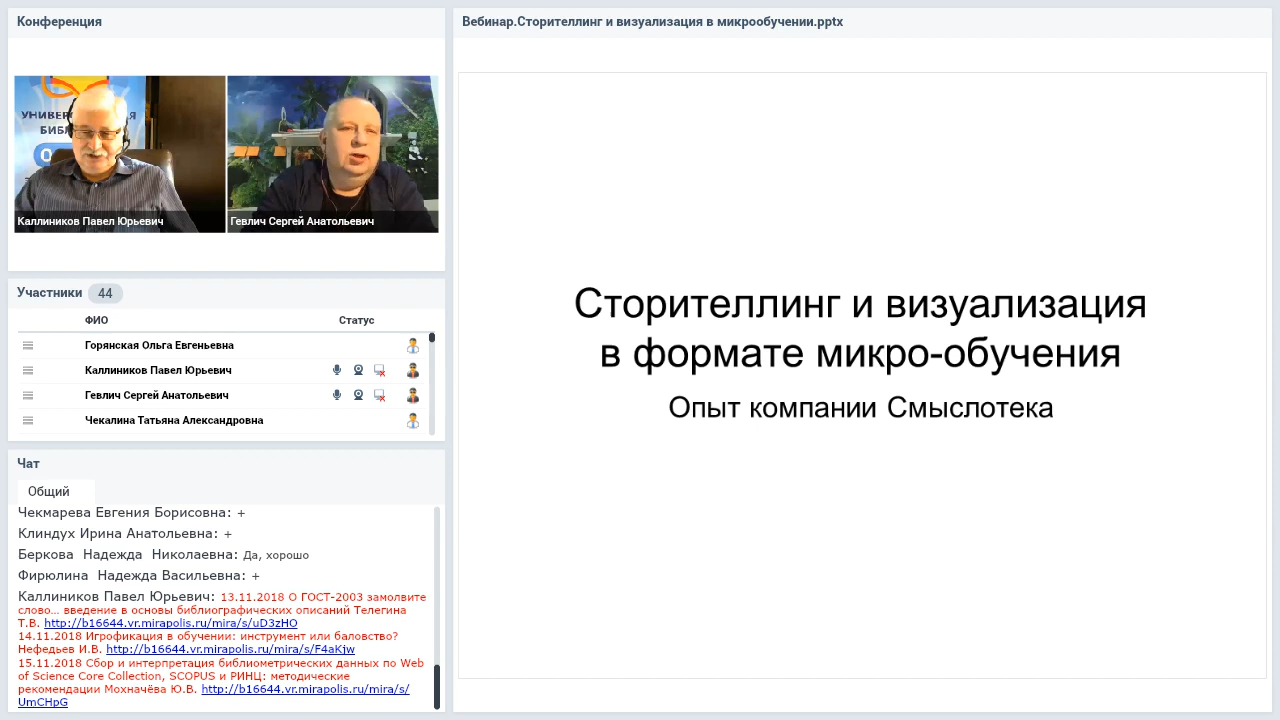 Конференция
УНИВЕР
АЯ
БИБЛ
Каллиников Павел Юрьевич
Гевлич Сергей Анатольевич
Участники 44
ФИО Статус
Горянская Ольга Евгеньевна
Каллиников Павел Юрьевич
Гевлич Сергей Анатольевич
Чекалина Татьяна Александровна
Чат
Общий
Чекмарева Евгения Борисовна: +
Клиндух Ирина Анатольевна: +
Беркова Надежда Николаевна: Да, хорошо
Фирюлина Надежда Васильевна: +
Каллиников Павел Юрьевич: 13.11.2018 О ГОСТ-2003 замолвите
слово… введение в основы библиографических описаний Телегина
Т.В. http://b16644.vr.mirapolis.ru/mira/s/uD3zHO
14.11.2018 Игрофикация в обучении: инструмент или баловство?
Нефедьев И.В. http://b16644.vr.mirapolis.ru/mira/s/F4aKjw
15.11.2018 Сбор и интерпретация библиометрических данных по Web
of Science Core Collection, SCOPUS и РИНЦ: методические
рекомендации Мохначёва Ю.В. http://b16644.vr.mirapolis.ru/mira/s/
UmCHpG
Вебинар.Сторителлинг и визуализация в микрообучении.pptx
Сторителлинг и визуализация
в формате микро-обучения
Опыт компании Смыслотека